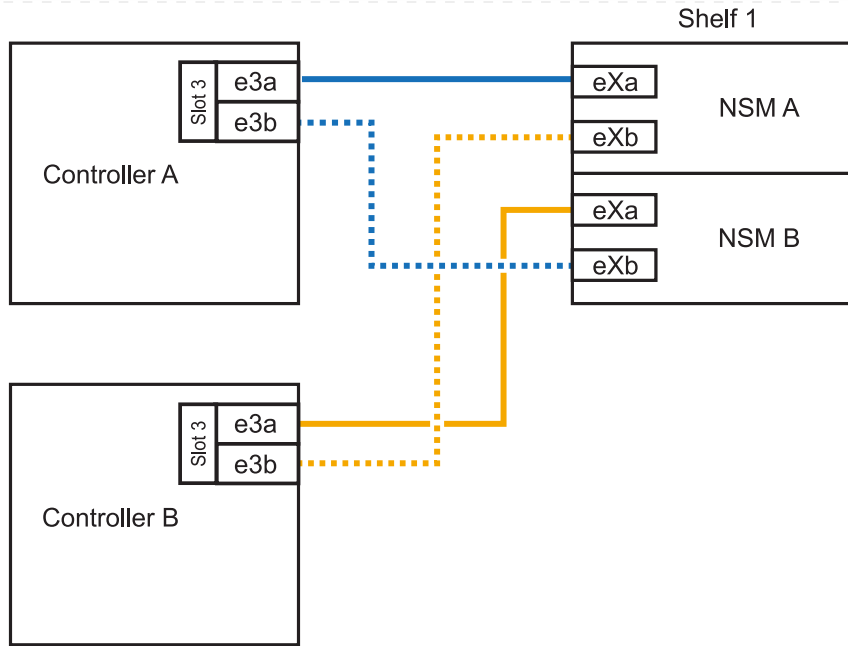 Shelf 1
Slot 3
e3a
e3b
Controller A
eXa
eXb
NSM A
eXa
eXb
NSM B
Slot 3
e3a
e3b
Controller B